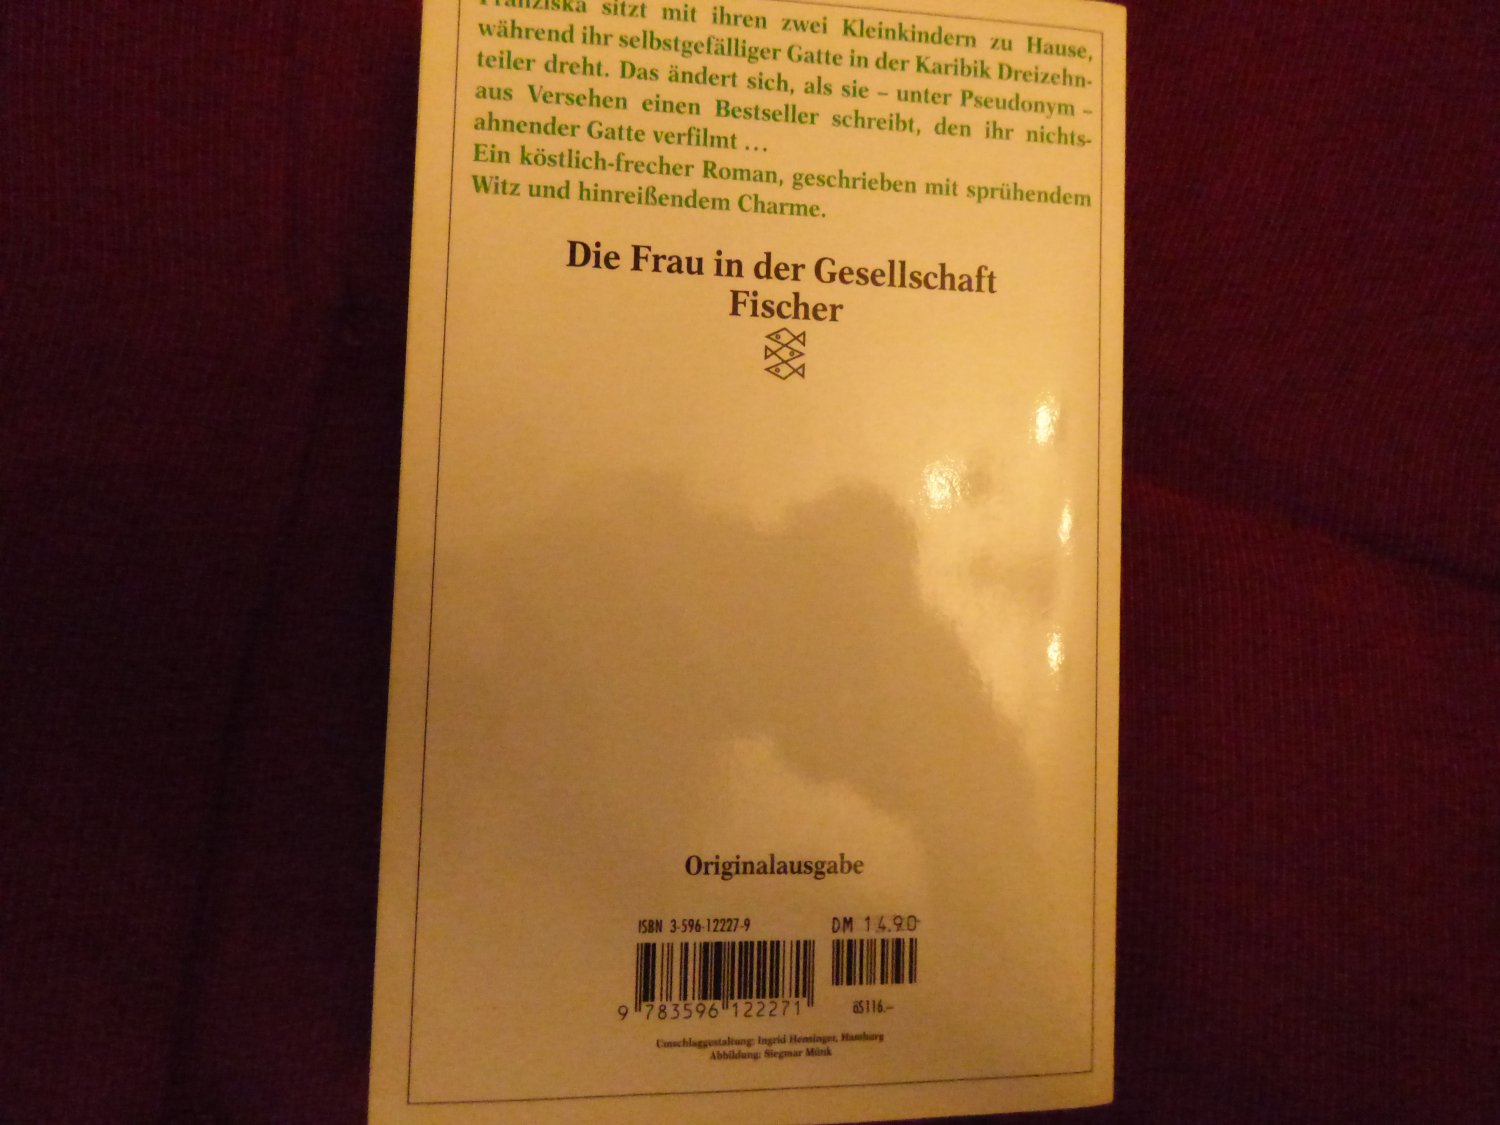 Franziska sitzt mit ihren zwei Kleinkindern zu Hause,
während ihr selbstgefälliger Gatte in der Karibik Dreizehn-
teiler dreht. Das ändert sich, als sie – unter Pseudonym –
aus Versehen einen Bestseller schreibt, den ihr nichts-
ahnender Gatte verfilmt ...
Ein köstlich-frecher Roman, geschrieben mit sprühendem
Witz und hinreißendem Charme.
Die Frau in der Gesellschaft
Fischer
Originalausgabe
ISBN 3-596-12227-9 DM 14.90
9 783596 122271 öS116.–
Umschlaggestaltung: Ingrid Hensinger, Hamburg
Abbildung: Siegmar Münk